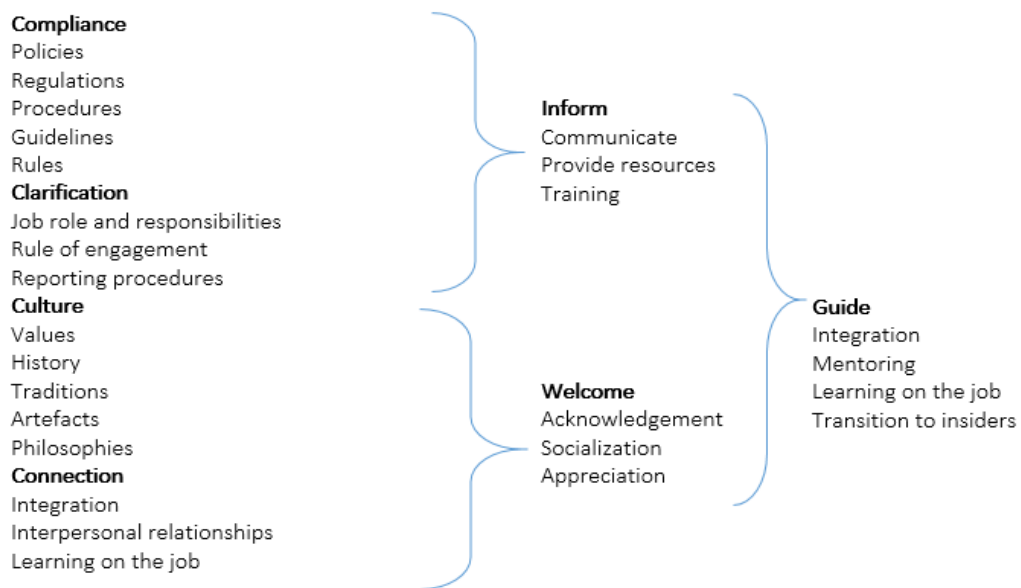 Compliance
Policies
Regulations
Procedures
Guidelines
Rules
Clarification
Job role and responsibilities
Rule of engagement
Reporting procedures
Culture
Values
History
Traditions
Artefacts
Philosophies
Connection
Integration
Interpersonal relationships
Learning on the job
Inform
Communicate
Provide resources
Training
Welcome
Acknowledgement
Socialization
Appreciation
Guide
Integration
Mentoring
Learning on the job
Transition to insiders